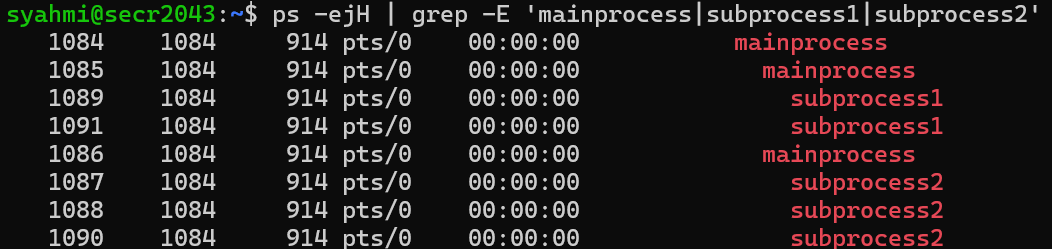 syahmi@secr2043:~$ ps -ejH | grep -E 'mainprocess|subprocess1|subprocess2'
1084 1084 914 pts/0 00:00:00 mainprocess
1085 1084 914 pts/0 00:00:00 mainprocess
1089 1084 914 pts/0 00:00:00 subprocess1
1091 1084 914 pts/0 00:00:00 subprocess1
1086 1084 914 pts/0 00:00:00 mainprocess
1087 1084 914 pts/0 00:00:00 subprocess2
1088 1084 914 pts/0 00:00:00 subprocess2
1090 1084 914 pts/0 00:00:00 subprocess2